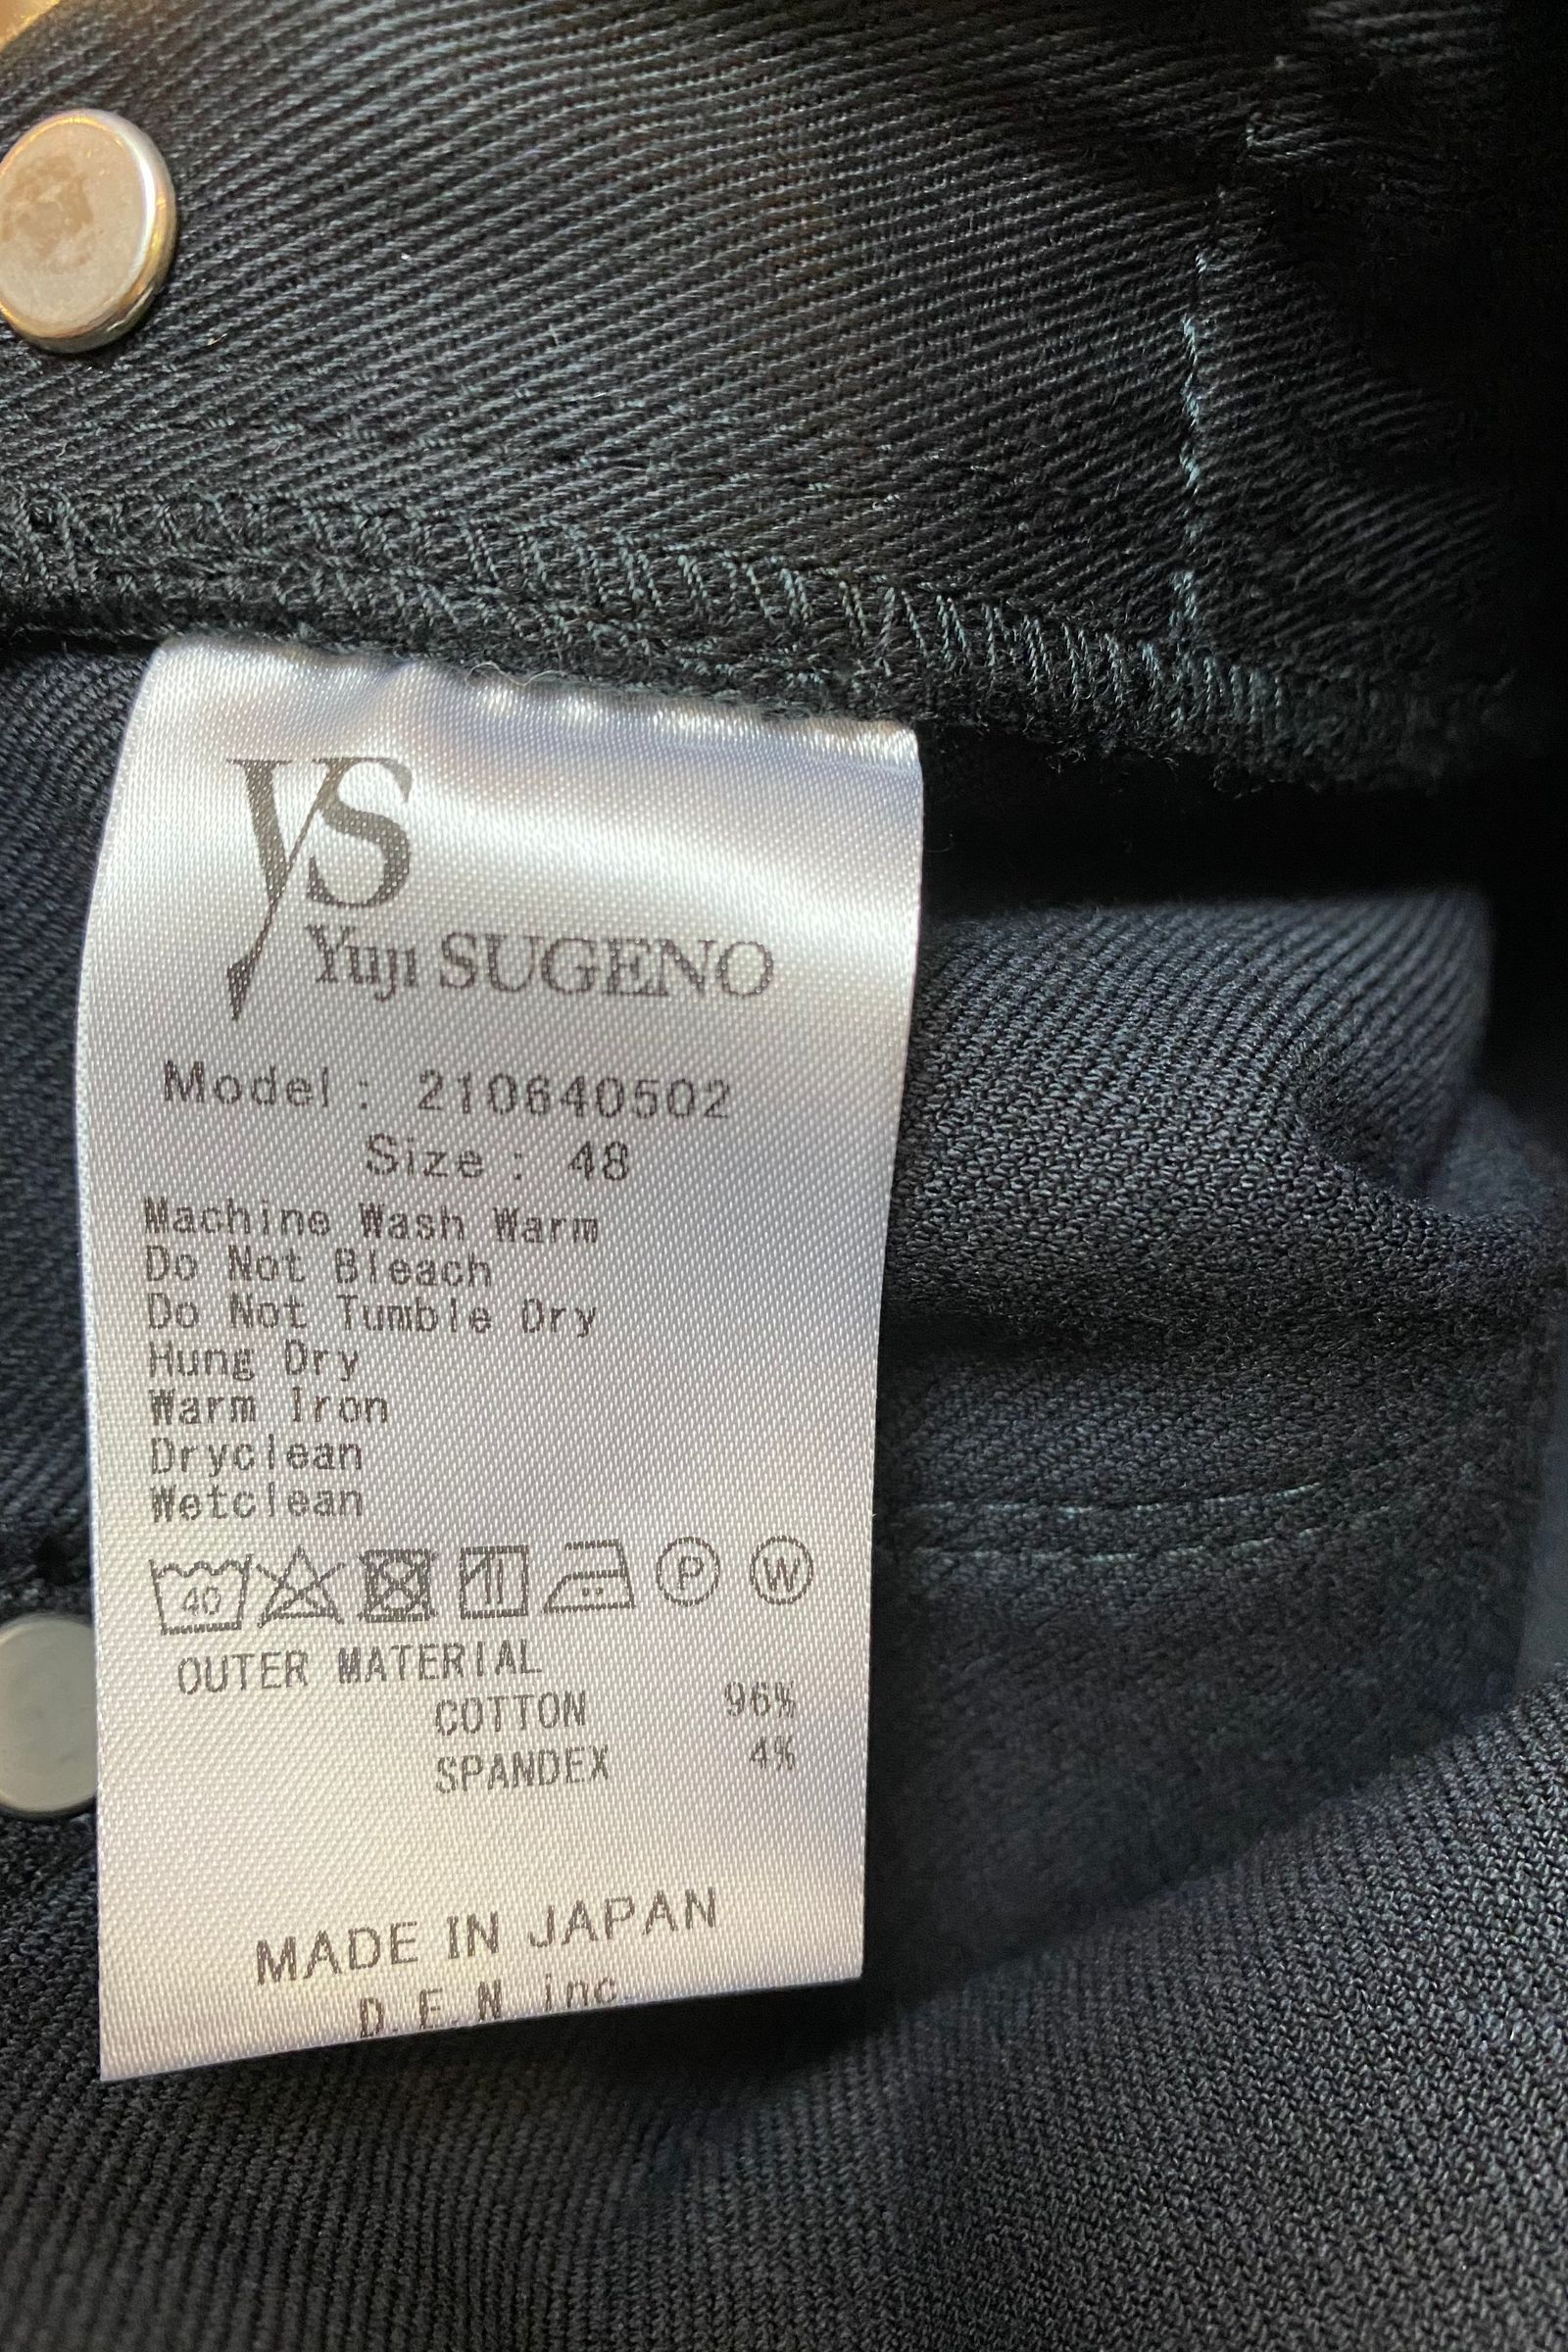 YS
Yuji SUGENO
Model : 210640502
Size : 48
Machine Wash Warm
Do Not Bleach
Do Not Tumble Dry
Hung Dry
Warm Iron
Dryclean
Wetclean
40 P W
OUTER MATERIAL
COTTON 96%
SPANDEX 4%
MADE IN JAPAN
D.E.N inc.